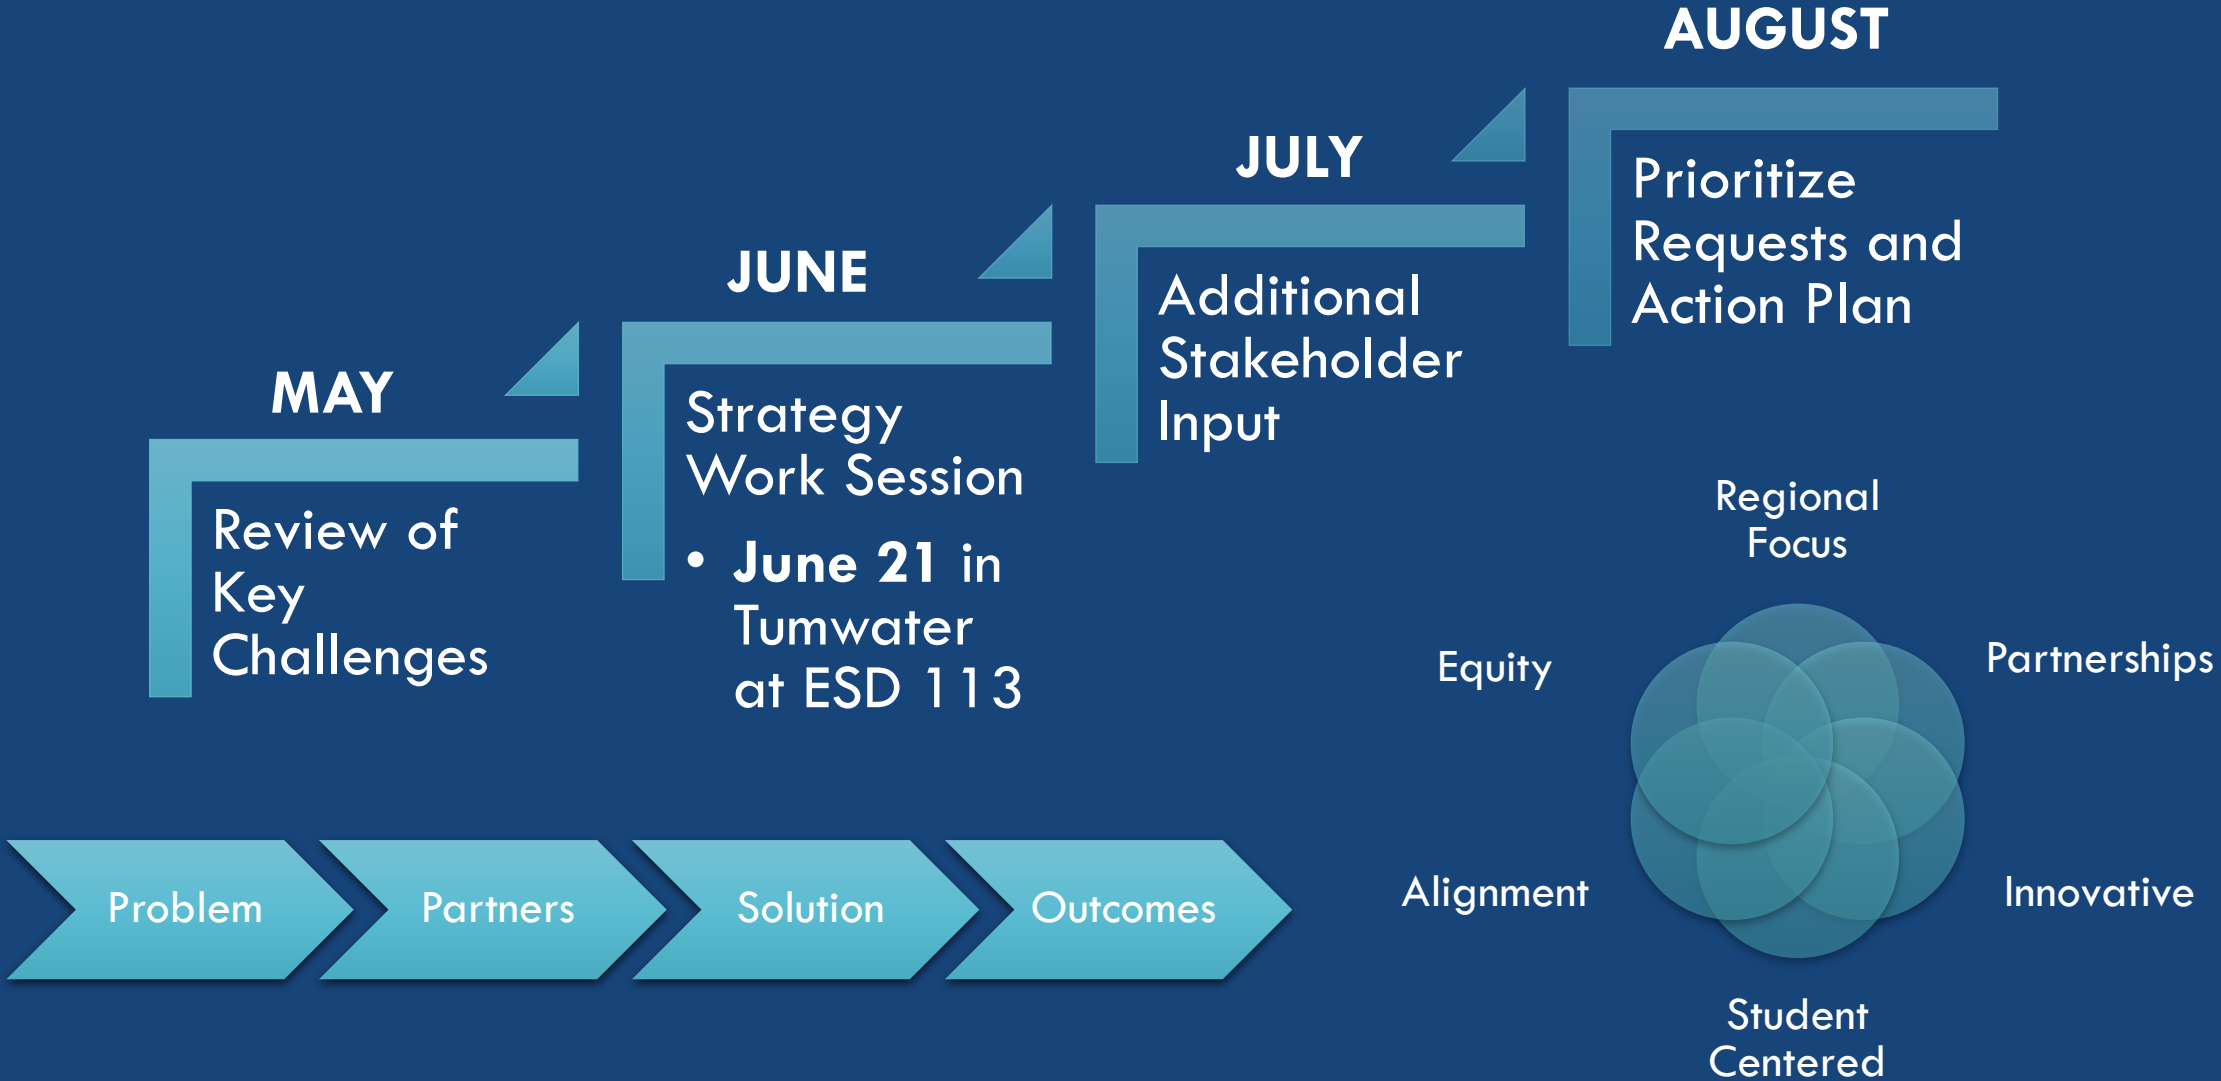 MAY
Review of
Key
Challenges
JUNE
Strategy
Work Session
• June 21 in
Tumwater
at ESD 113
JULY
Additional
Stakeholder
Input
AUGUST
Prioritize
Requests and
Action Plan
Problem
Partners
Solution
Outcomes
Regional
Focus
Partnerships
Innovative
Student
Centered
Alignment
Equity